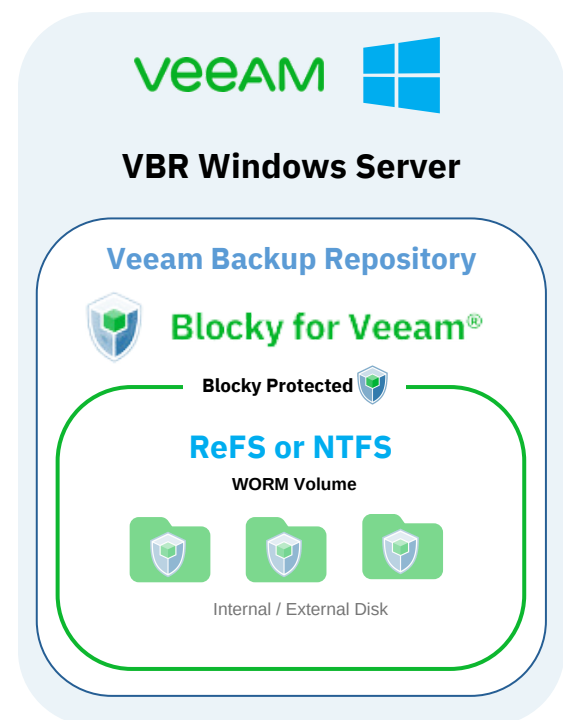 veeAM
VBR Windows Server
Veeam Backup Repository
Blocky for Veeam®
Blocky Protected
ReFS or NTFS
WORM Volume
Internal / External Disk